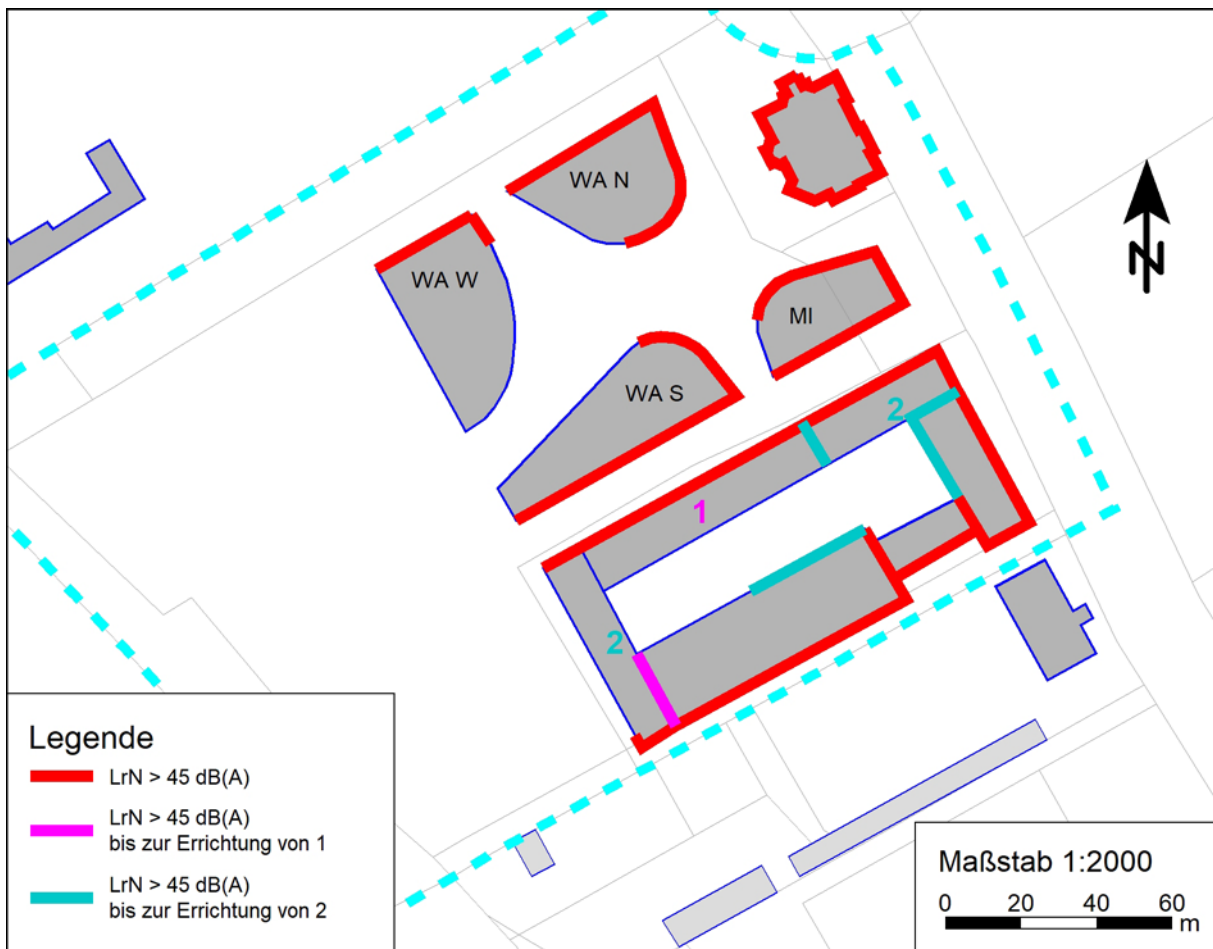 WA N
WA W
MI
WA S
2
1
2
N
Legende
LrN > 45 dB(A)
LrN > 45 dB(A)
bis zur Errichtung von 1
LrN > 45 dB(A)
bis zur Errichtung von 2
Maßstab 1:2000
0 20 40 60
m